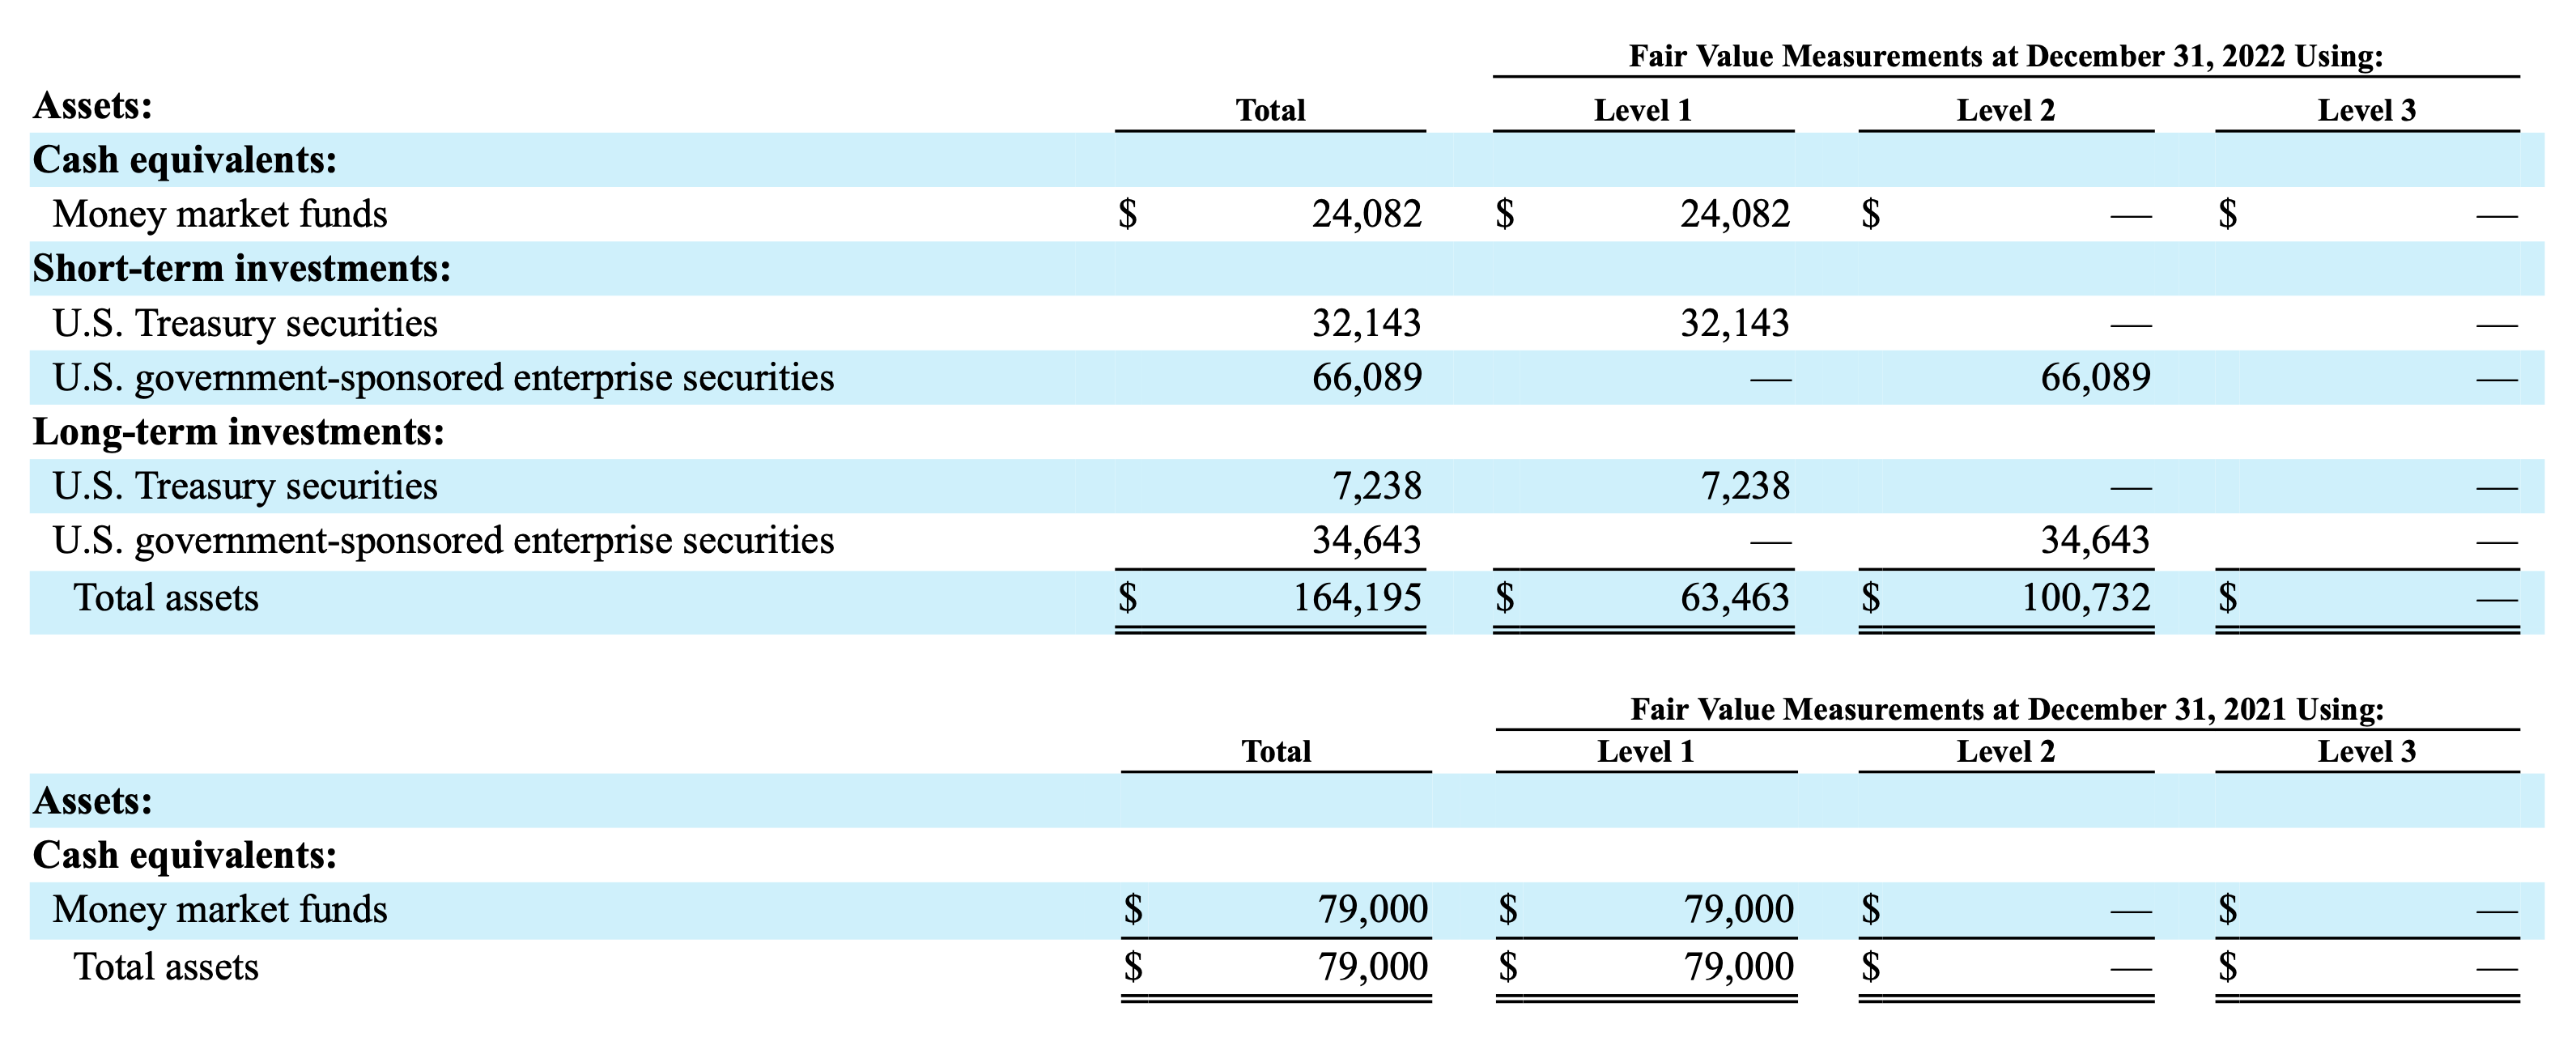 Fair Value Measurements at December 31, 2022 Using:
Assets: Total Level 1 Level 2 Level 3
Cash equivalents:
Money market funds $ 24,082 $ 24,082 $ — $ —
Short-term investments:
U.S. Treasury securities 32,143 32,143 — —
U.S. government-sponsored enterprise securities 66,089 — 66,089 —
Long-term investments:
U.S. Treasury securities 7,238 7,238 — —
U.S. government-sponsored enterprise securities 34,643 — 34,643 —
Total assets $ 164,195 $ 63,463 $ 100,732 $ —
Fair Value Measurements at December 31, 2021 Using:
Total Level 1 Level 2 Level 3
Assets:
Cash equivalents:
Money market funds $ 79,000 $ 79,000 $ — $ —
Total assets $ 79,000 $ 79,000 $ — $ —